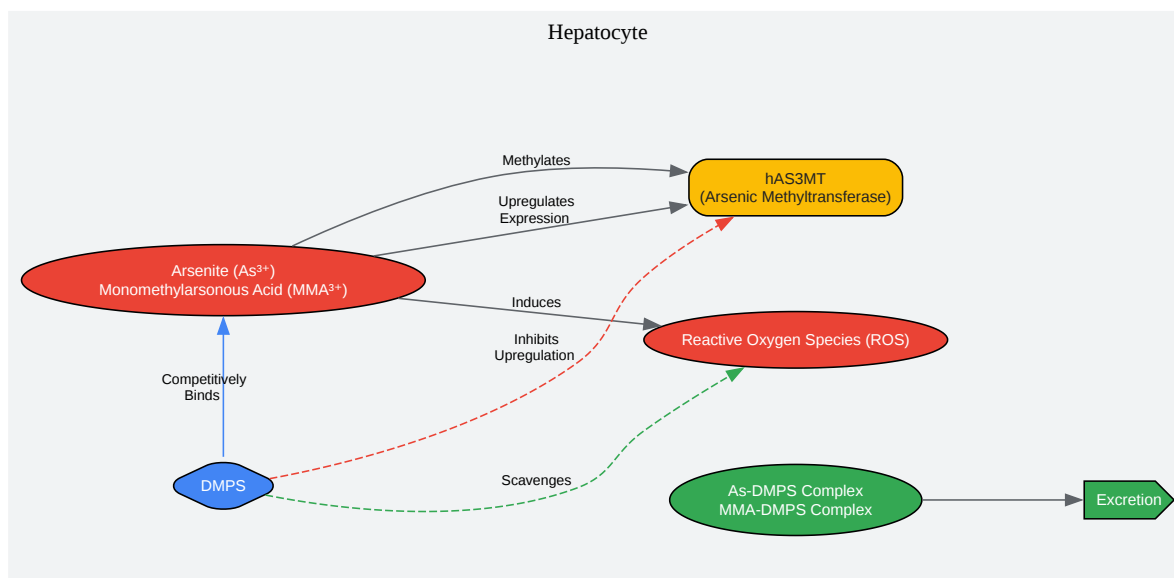 Hepatocyte
Methylates
hAS3MT
(Arsenic Methyltransferase)
Upregulates
Expression
Arsenite (As³⁺)
Monomethylarsonous Acid (MMA³⁺)
Induces
Reactive Oxygen Species (ROS)
Inhibits
Upregulation
Competitively
Binds
DMPS
Scavenges
As-DMPS Complex
MMA-DMPS Complex
Excretion